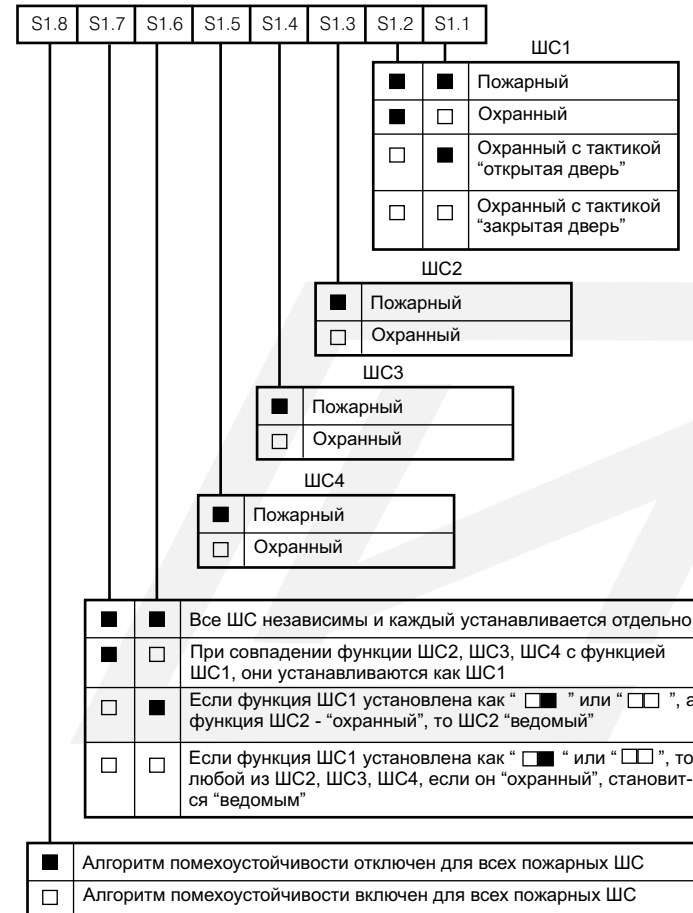 S1.8 S1.7 S1.6 S1.5 S1.4 S1.3 S1.2 S1.1
ШС1
■ ■ Пожарный
■ □ Охранный
□ ■ Охранный с тактикой
“открытая дверь”
□ □ Охранный с тактикой
“закрытая дверь”
ШС2
■ Пожарный
□ Охранный
ШС3
■ Пожарный
□ Охранный
ШС4
■ Пожарный
□ Охранный
■ ■ Все ШС независимы и каждый устанавливается отдельно
■ □ При совпадении функции ШС2, ШС3, ШС4 с функцией
ШС1, они устанавливаются как ШС1
□ ■ Если функция ШС1 установлена как “ □■ ” или “ □□ ”, а
функция ШС2 - “охранный”, то ШС2 “ведомый”
□ □ Если функция ШС1 установлена как “ □■ “ или “ □□ ”, то
любой из ШС2, ШС3, ШС4, если он “охранный”, становит-
ся “ведомым”
■ Алгоритм помехоустойчивости отключен для всех пожарных ШС
□ Алгоритм помехоустойчивости включен для всех пожарных ШС